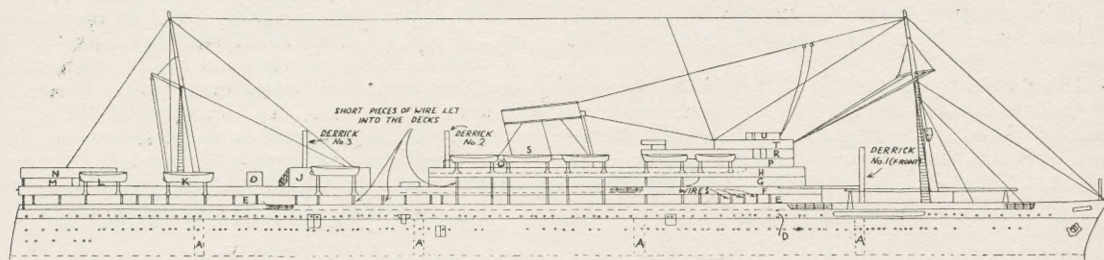 SHORT PIECES OF WIRE LET
INTO THE DECKS
DERRICK
No.3
DERRICK
No.2
DERRICK
No.1(FRONT)
U
T
S
R
P
O
N
M
L
K
O
J
H
G
WIRES
F
E
E
D
A
A
A
A